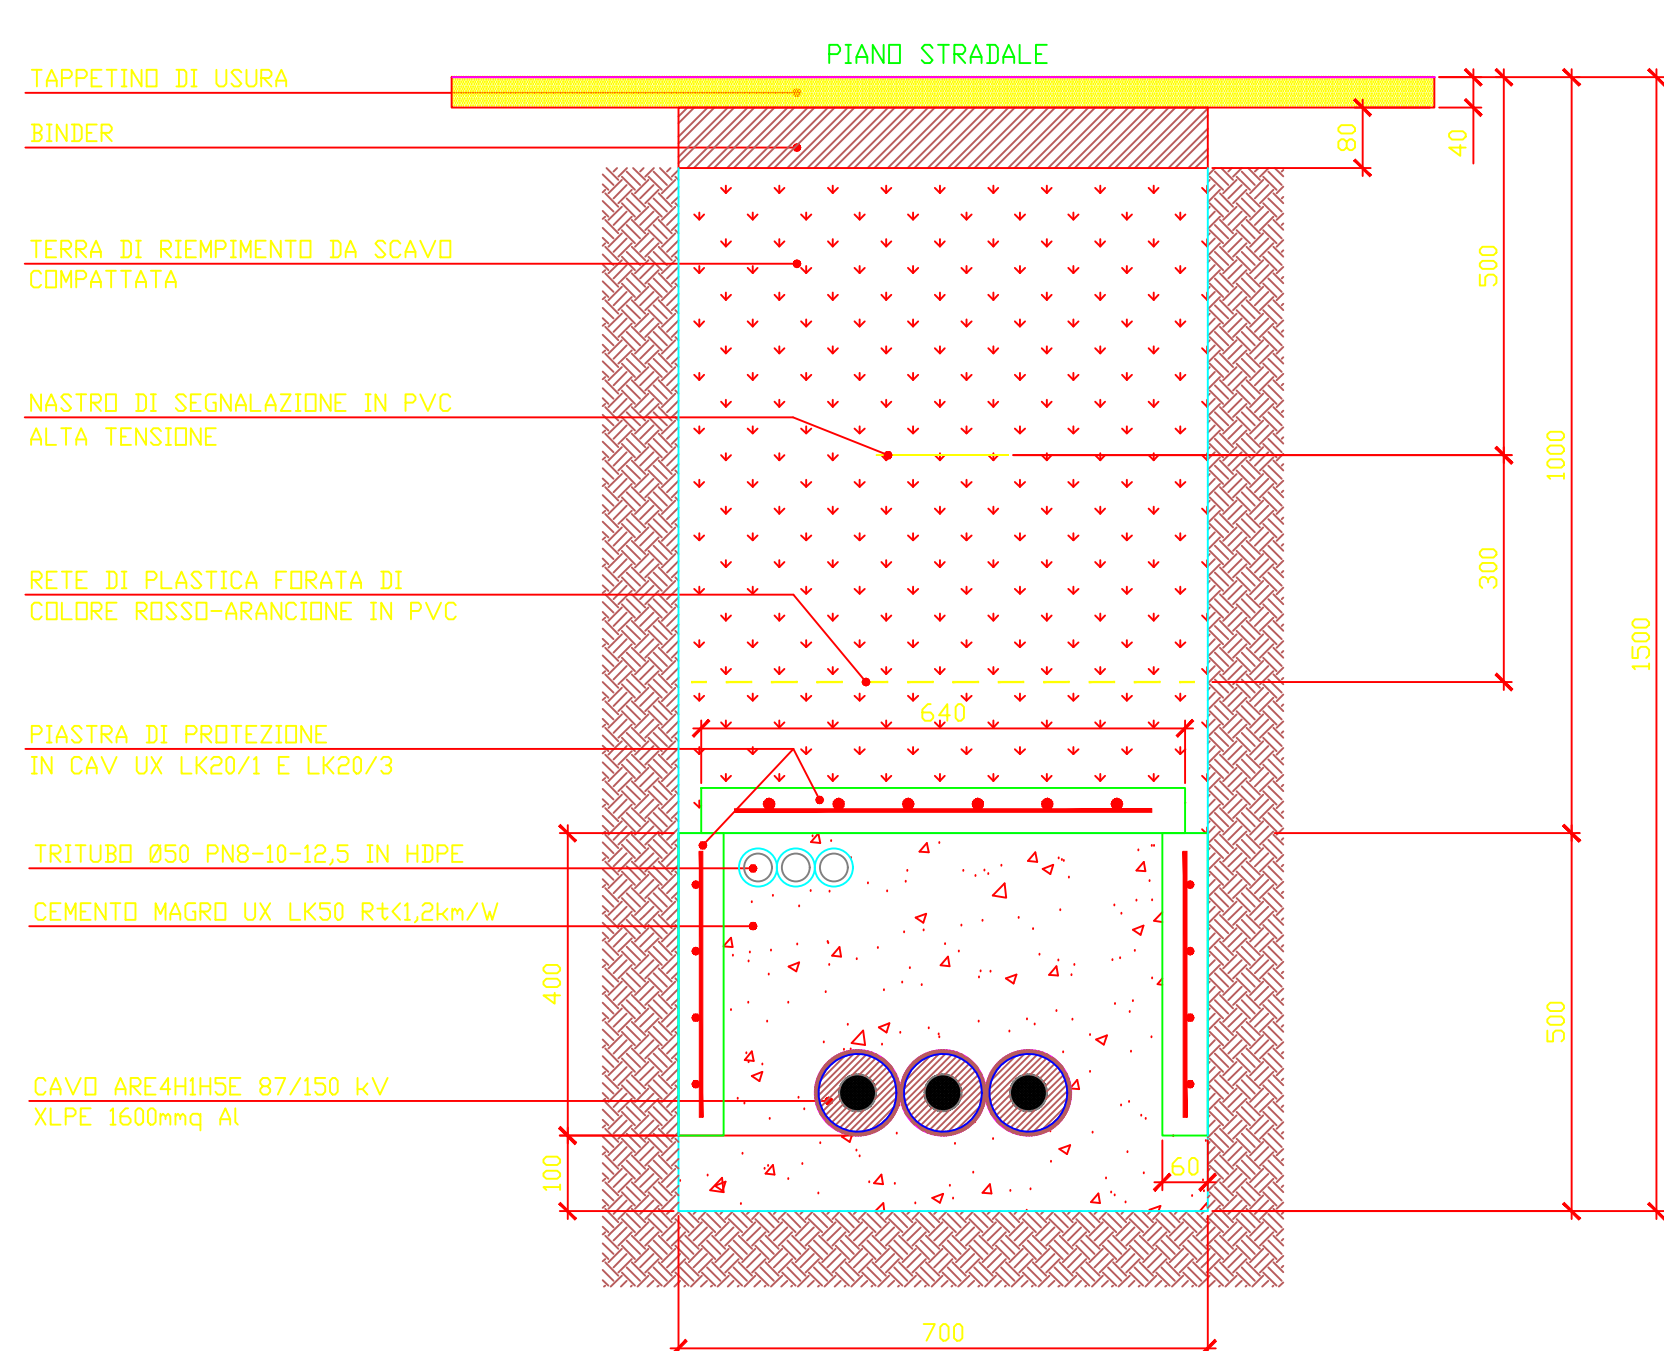 PIANO STRADALE
TAPPETINO DI USURA
BINDER
80
40
TERRA DI RIEMPIMENTO DA SCAVO
COMPATTATA
500
NASTRO DI SEGNALAZIONE IN PVC
ALTA TENSIONE
1000
RETE DI PLASTICA FORATA DI
COLORE ROSSO-ARANCIONE IN PVC
300
1500
640
PIASTRA DI PROTEZIONE
IN CAV UX LK20/1 E LK20/3
TRITUBO Ø50 PN8-10-12,5 IN HDPE
CEMENTO MAGRO UX LK50 Rt<1,2km/W
400
500
CAVO ARE4H1H5E 87/150 kV
XLPE 1600mmq Al
100
60
700